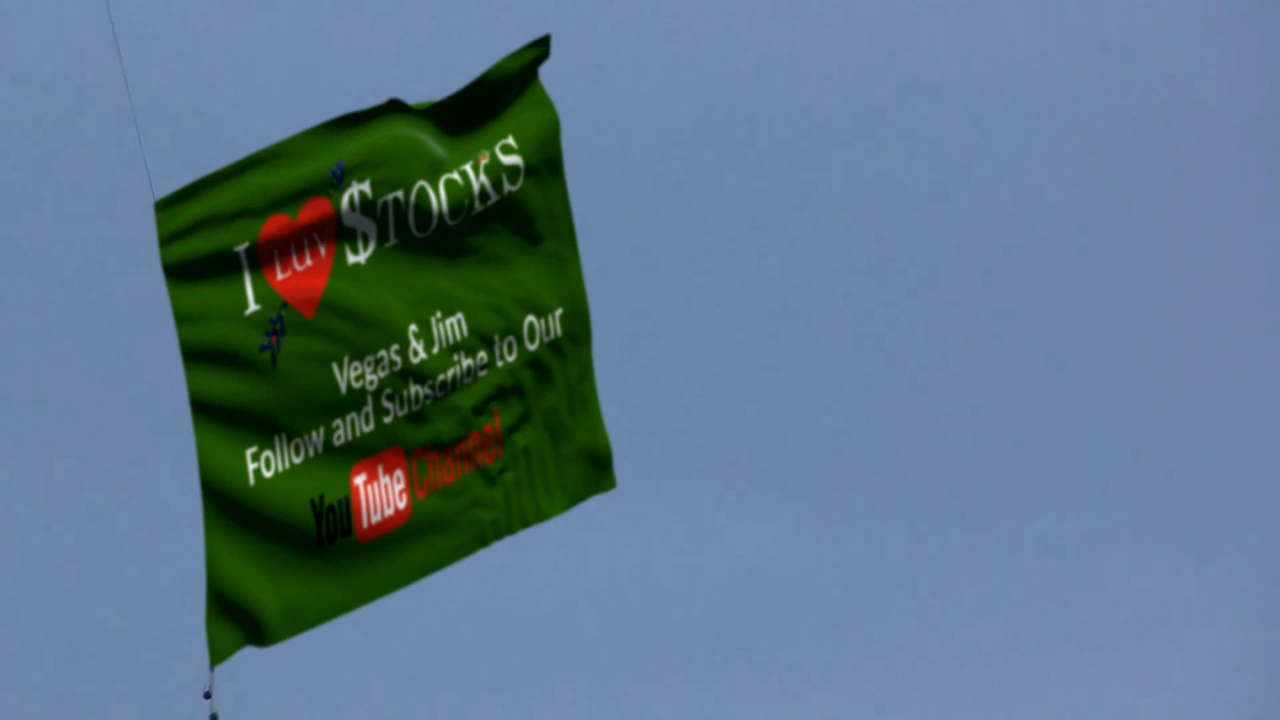 I LUV $TOCKS
Vegas & Jim
Follow and Subscribe to Our
YouTube Channel